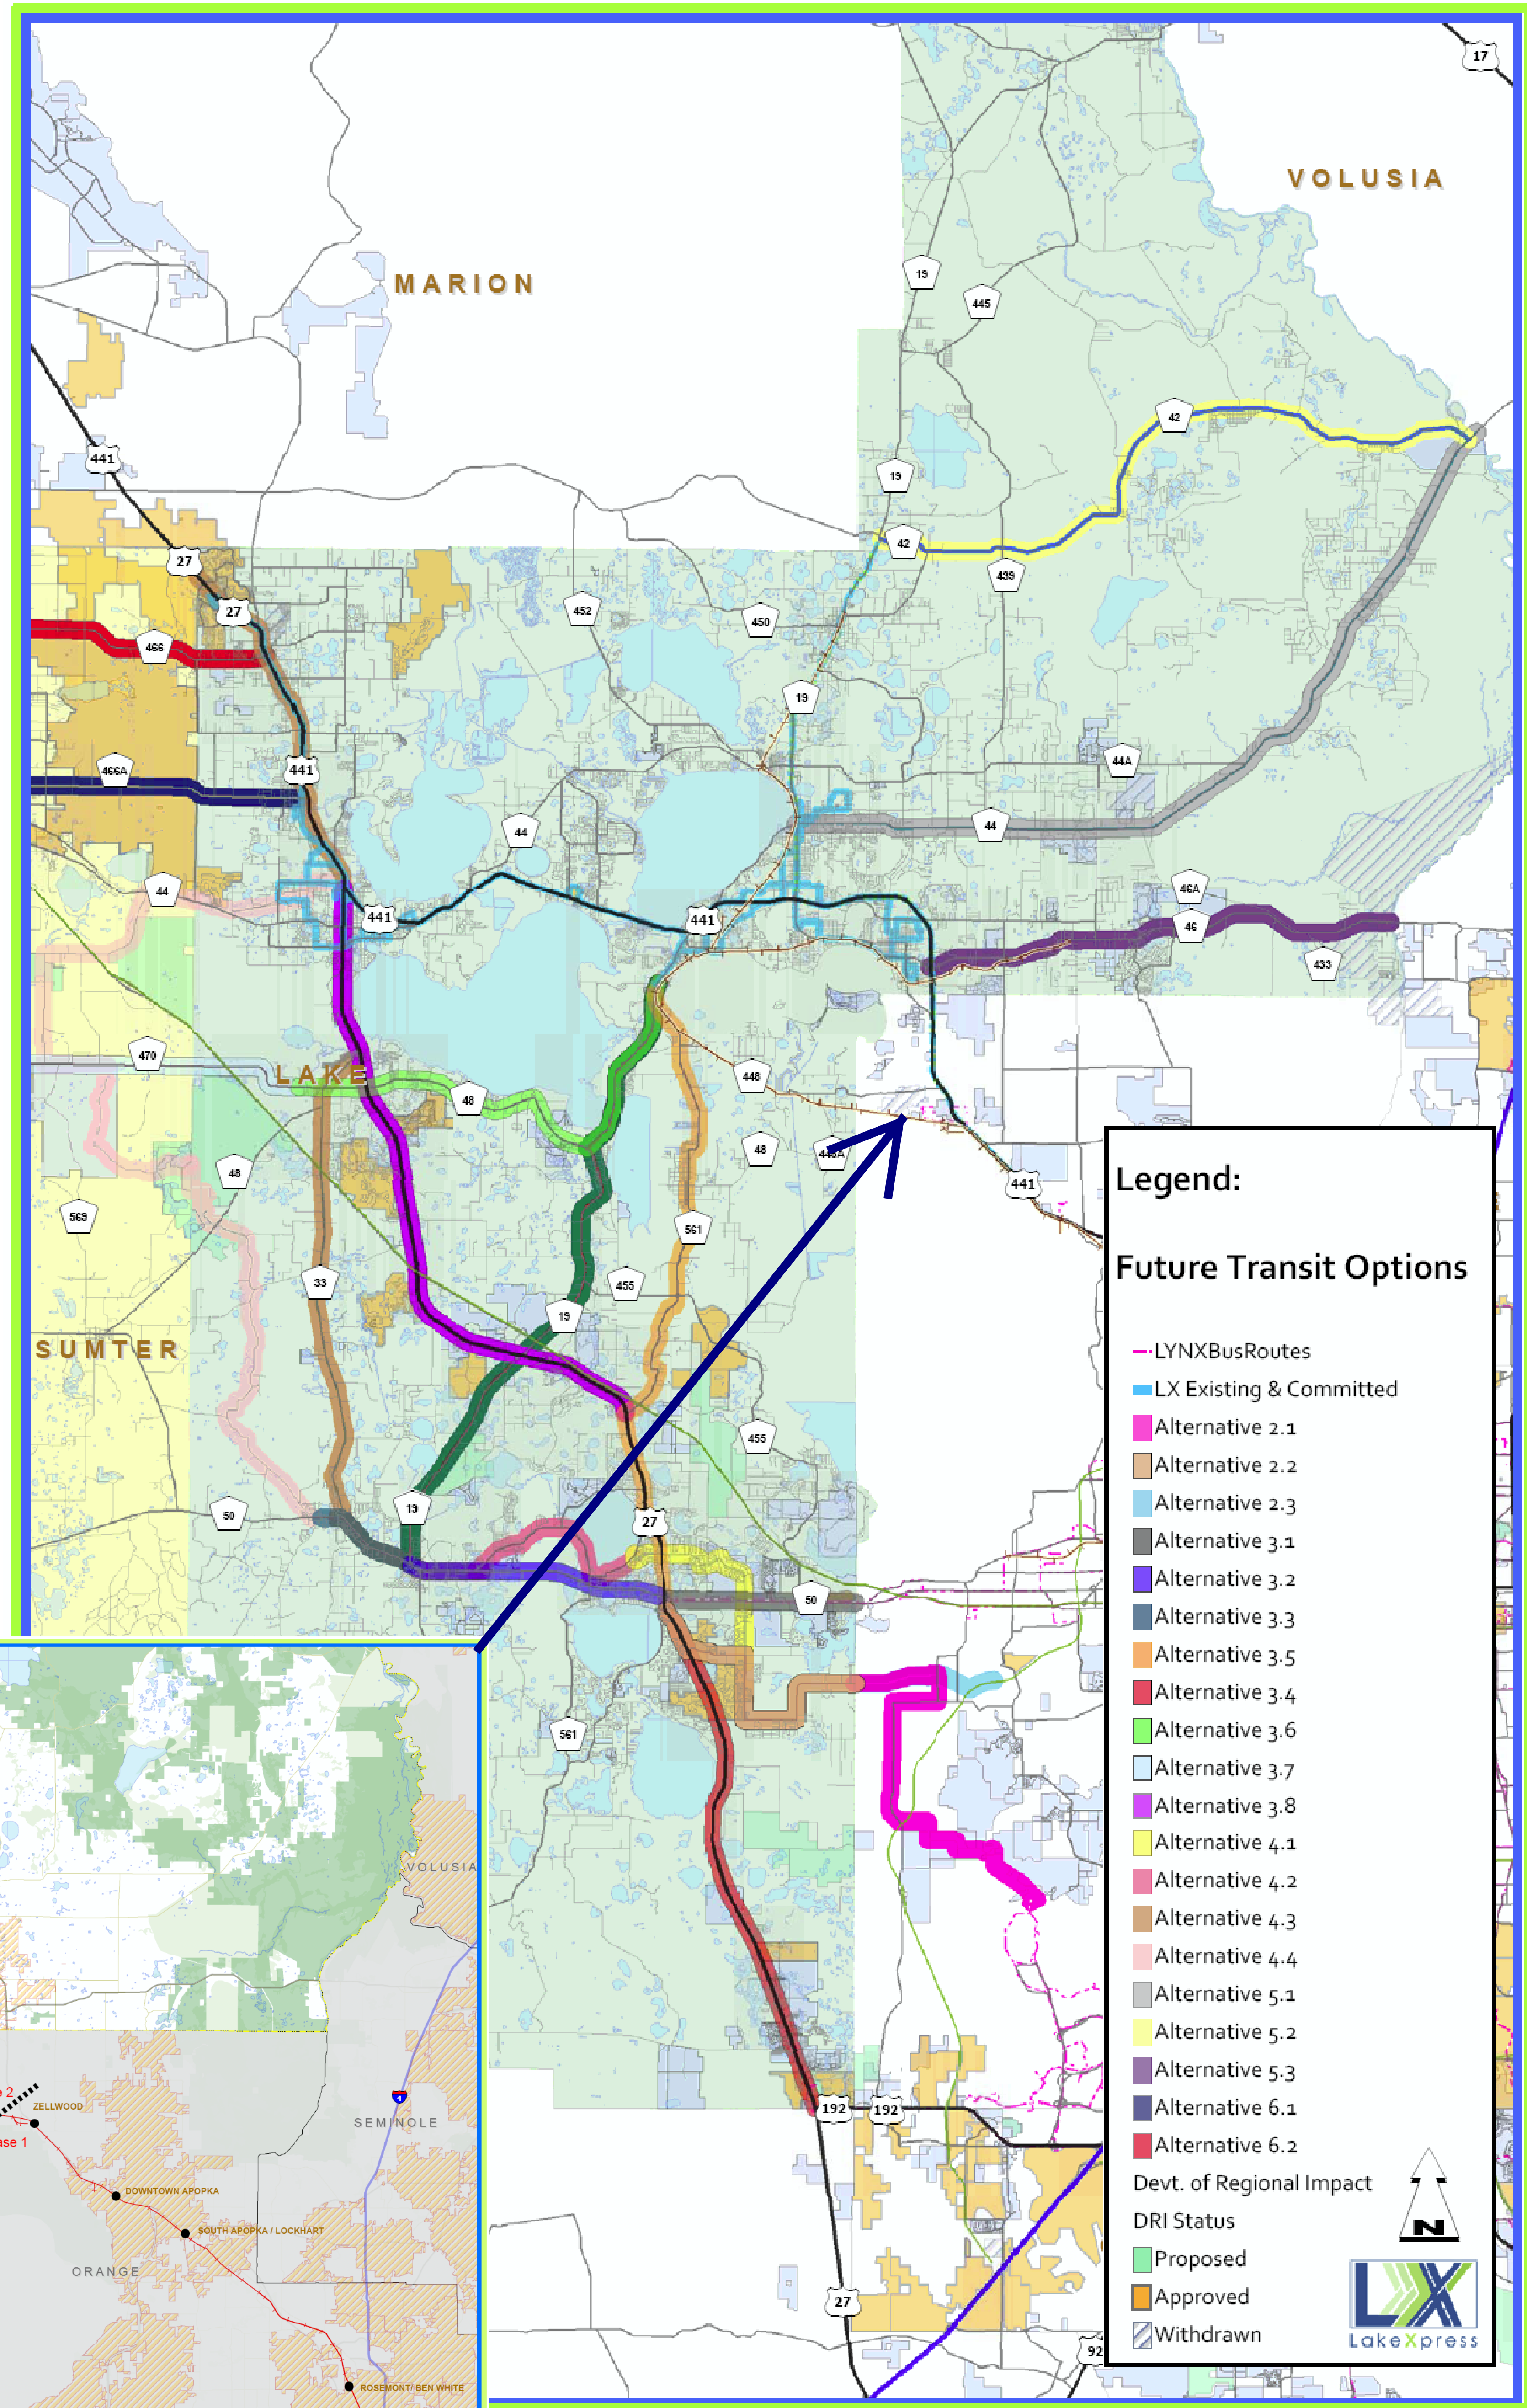 17
VOLUSIA
MARION
19
445
42
441
19
42
27
439
27
452
450
466
19
441
466A
44A
44
44
44
46A
441
441
46
433
470
LAKE
448
48
48
48
441
569
561
33
455
19
SUMTER
455
19
50
27
50
561
192
192
27
92
Legend:
Future Transit Options
LYNXBusRoutes
LX Existing & Committed
Alternative 2.1
Alternative 2.2
Alternative 2.3
Alternative 3.1
Alternative 3.2
Alternative 3.3
Alternative 3.5
Alternative 3.4
Alternative 3.6
Alternative 3.7
Alternative 3.8
Alternative 4.1
Alternative 4.2
Alternative 4.3
Alternative 4.4
Alternative 5.1
Alternative 5.2
Alternative 5.3
Alternative 6.1
Alternative 6.2
Devt. of Regional Impact
DRI Status
Proposed
Approved
Withdrawn
N
LX
LakeXpress
VOLUSIA
4
SEMINOLE
2
ZELLWOOD
ase 1
DOWNTOWN APOPKA
SOUTH APOPKA / LOCKHART
ORANGE
ROSEMONT/ BEN WHITE